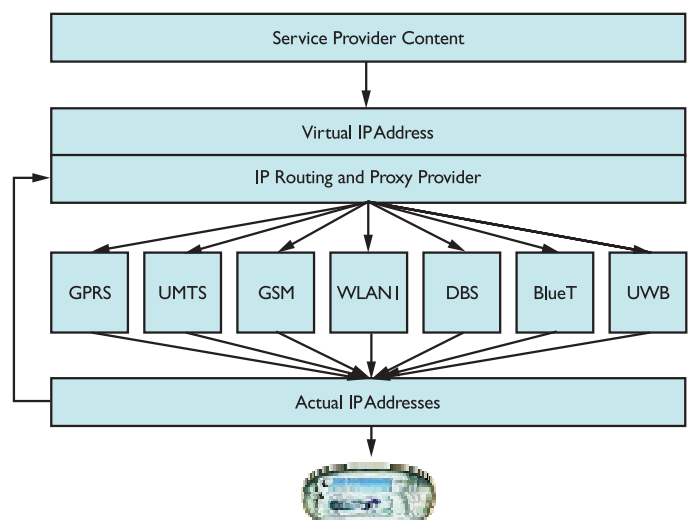 Service Provider Content
Virtual IP Address
IP Routing and Proxy Provider
GPRS
UMTS
GSM
WLAN1
DBS
BlueT
UWB
Actual IP Addresses